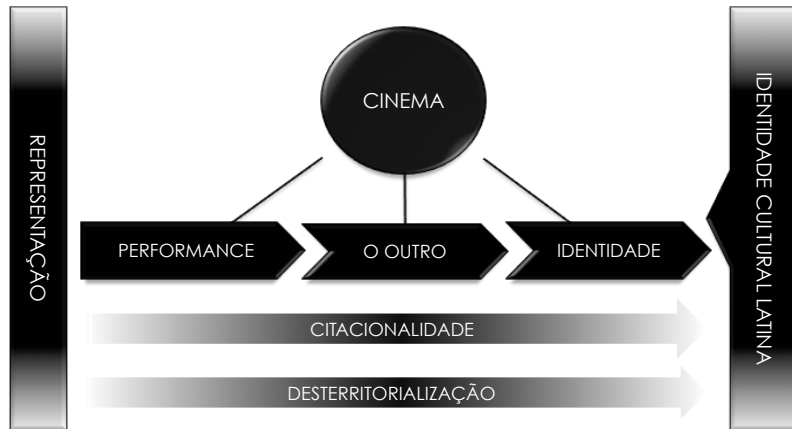 CINEMA
REPRESENTAÇÃO
PERFORMANCE
O OUTRO
IDENTIDADE
IDENTIDADE CULTURAL LATINA
CITACIONALIDADE
DESTERRITORIALIZAÇÃO